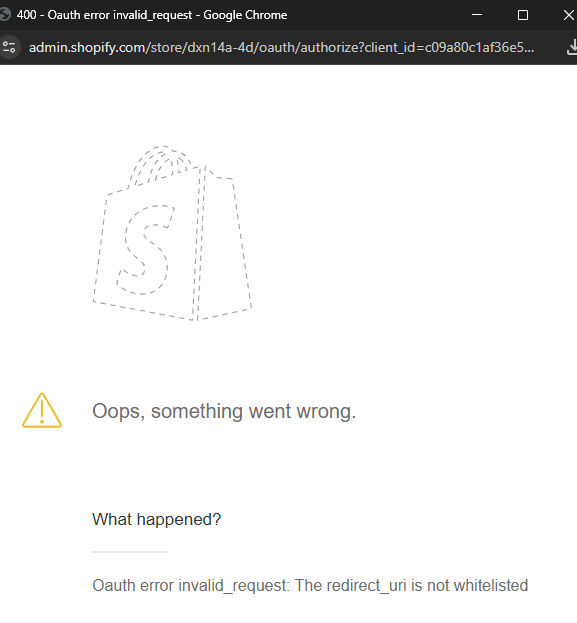 400 - Oauth error invalid_request - Google Chrome
admin.shopify.com/store/dxn14a-4d/oauth/authorize?client_id=c09a80c1af36e5...
S
Oops, something went wrong.
What happened?
Oauth error invalid_request: The redirect_uri is not whitelisted